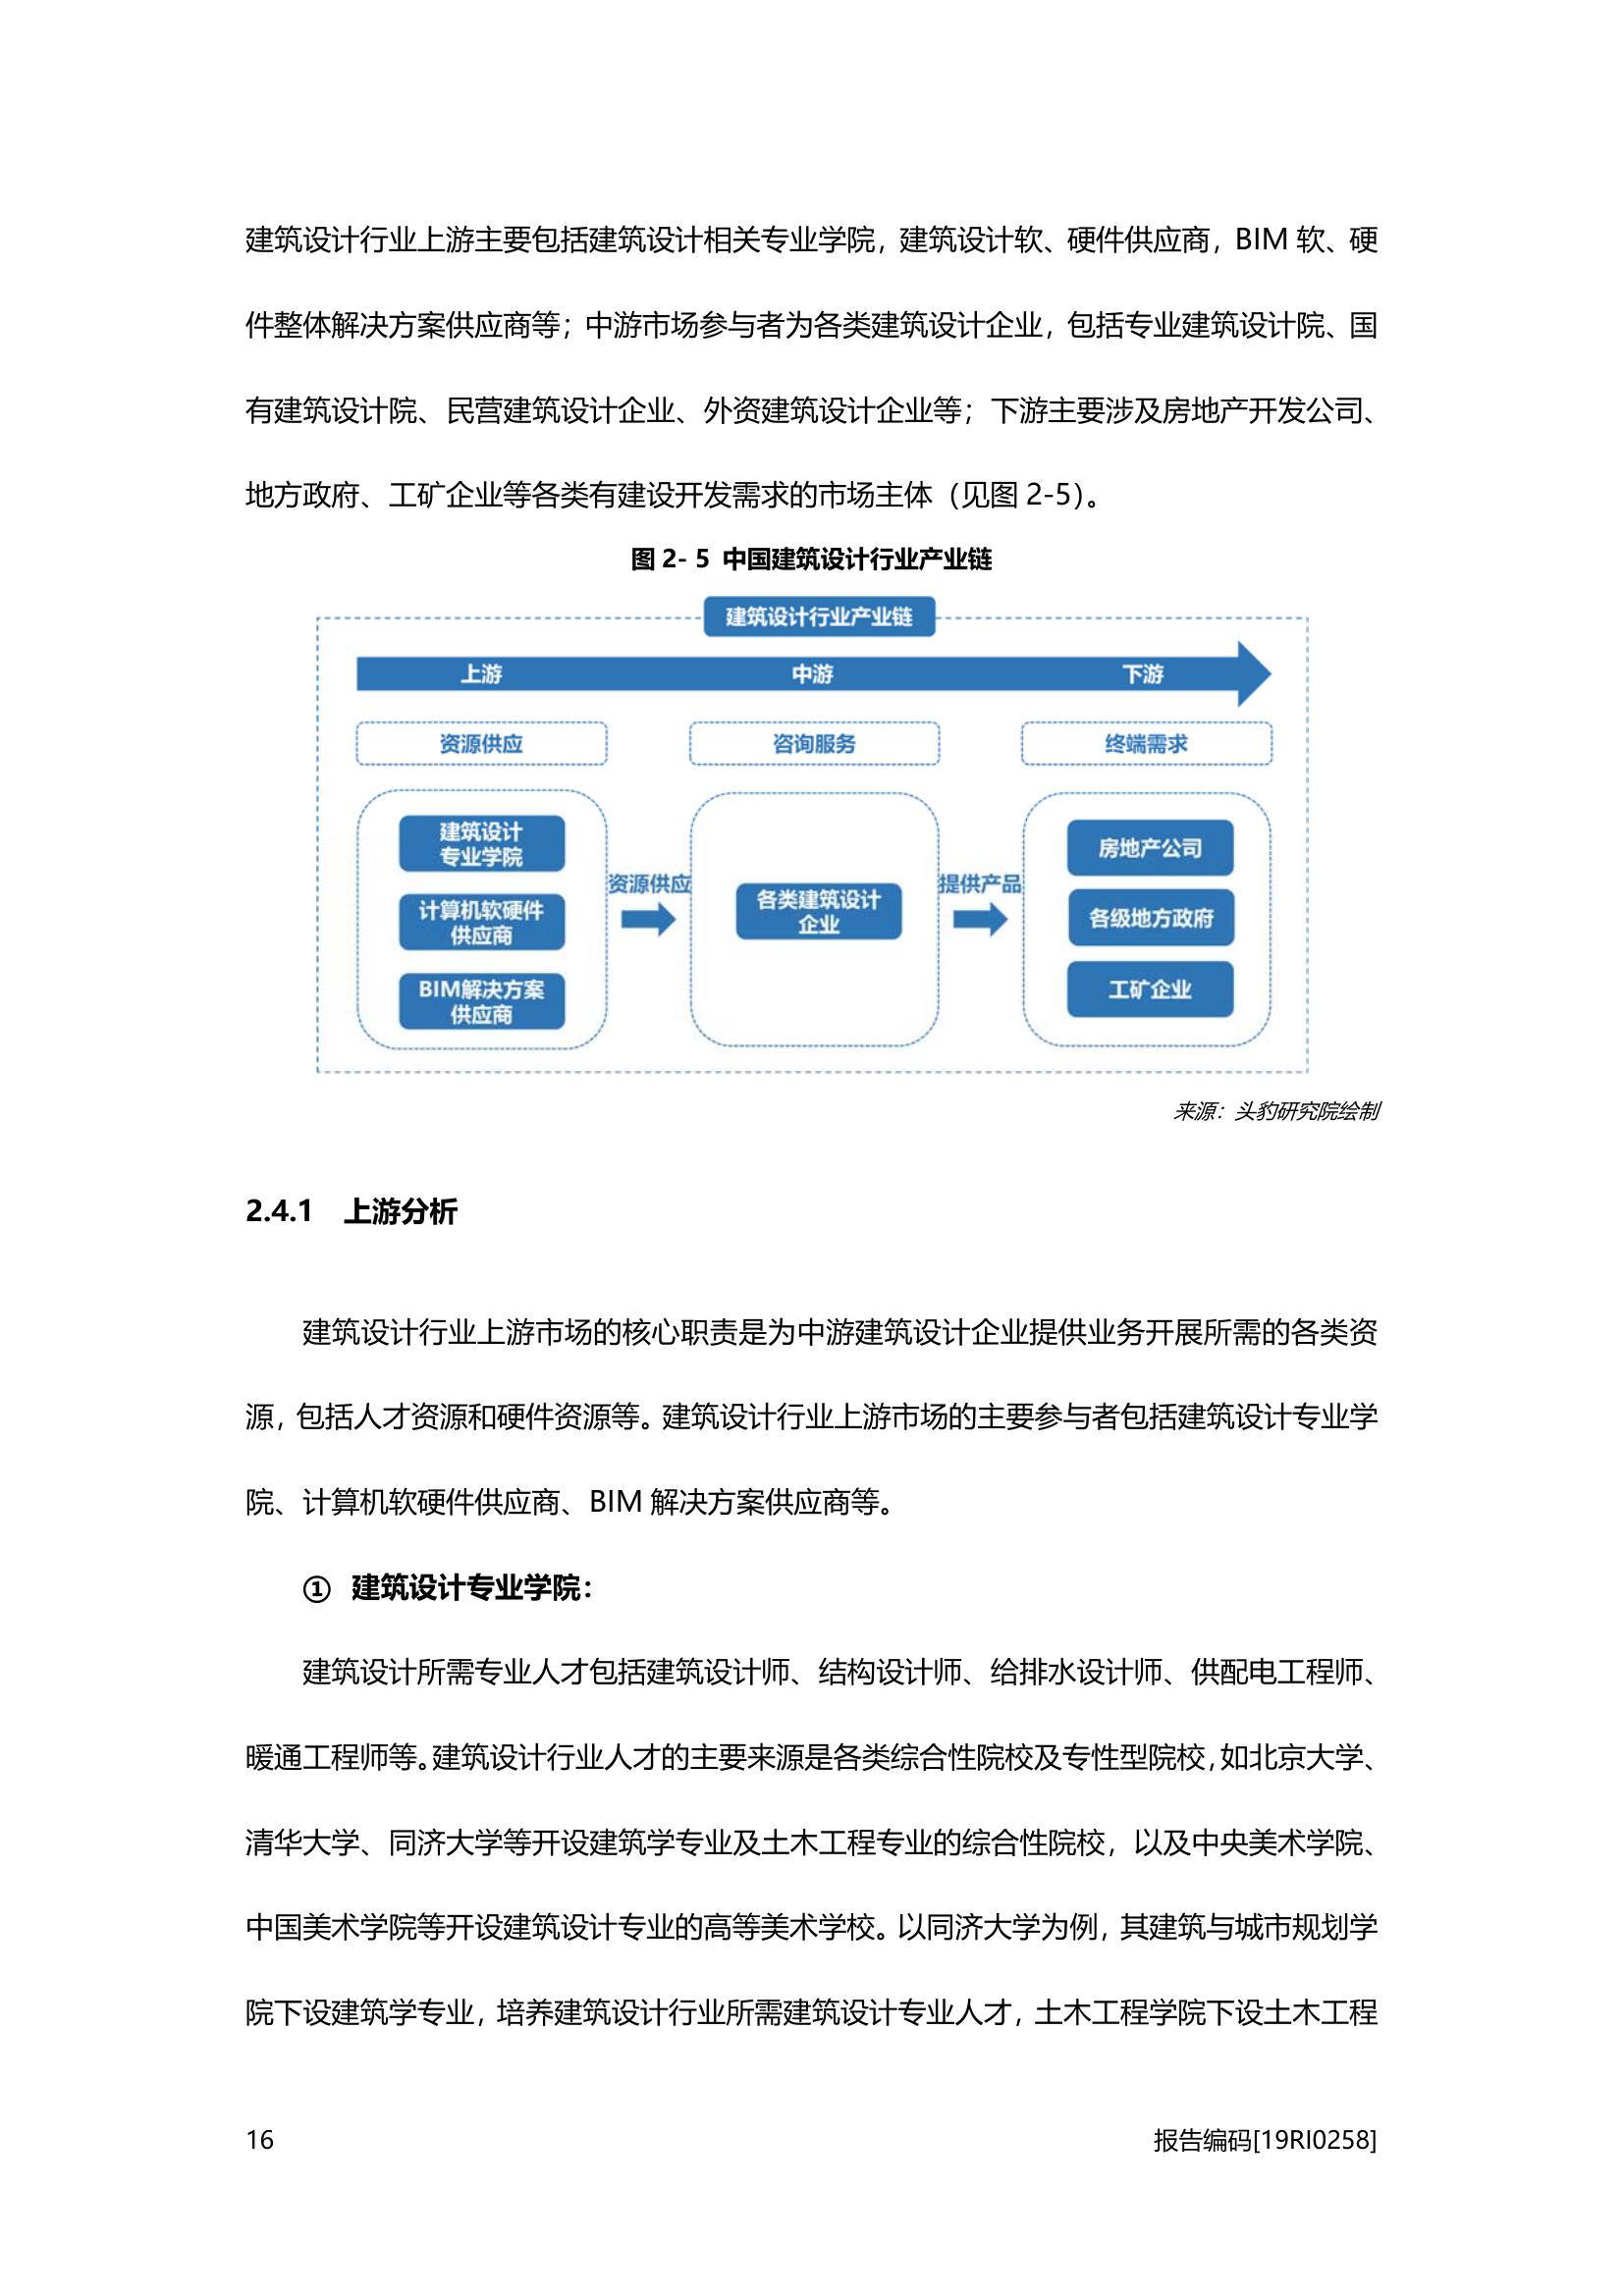 建筑设计行业上游主要包括建筑设计相关专业学院，建筑设计软、硬件供应商，BIM 软、硬
件整体解决方案供应商等；中游市场参与者为各类建筑设计企业，包括专业建筑设计院、国
有建筑设计院、民营建筑设计企业、外资建筑设计企业等；下游主要涉及房地产开发公司、
地方政府、工矿企业等各类有建设开发需求的市场主体（见图 2-5）。
图 2- 5 中国建筑设计行业产业链
建筑设计行业产业链
上游
中游
下游
资源供应
咨询服务
终端需求
建筑设计
专业学院
计算机软硬件
供应商
BIM解决方案
供应商
资源供应
各类建筑设计
企业
提供产品
房地产公司
各级地方政府
工矿企业
来源：头豹研究院绘制
2.4.1 上游分析
建筑设计行业上游市场的核心职责是为中游建筑设计企业提供业务开展所需的各类资
源，包括人才资源和硬件资源等。建筑设计行业上游市场的主要参与者包括建筑设计专业学
院、计算机软硬件供应商、BIM 解决方案供应商等。
① 建筑设计专业学院：
建筑设计所需专业人才包括建筑设计师、结构设计师、给排水设计师、供配电工程师、
暖通工程师等。建筑设计行业人才的主要来源是各类综合性院校及专性型院校，如北京大学、
清华大学、同济大学等开设建筑学专业及土木工程专业的综合性院校，以及中央美术学院、
中国美术学院等开设建筑设计专业的高等美术学校。以同济大学为例，其建筑与城市规划学
院下设建筑学专业，培养建筑设计行业所需建筑设计专业人才，土木工程学院下设土木工程
16
报告编码[19RI0258]